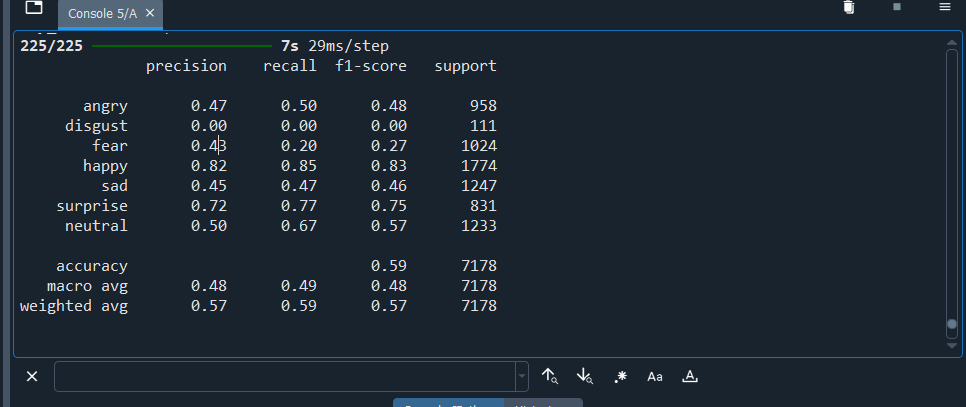 Console 5/A
225/225 7s 29ms/step
precision recall f1-score support
angry 0.47 0.50 0.48 958
disgust 0.00 0.00 0.00 111
fear 0.43 0.20 0.27 1024
happy 0.82 0.85 0.83 1774
sad 0.45 0.47 0.46 1247
surprise 0.72 0.77 0.75 831
neutral 0.50 0.67 0.57 1233
accuracy 0.59 7178
macro avg 0.48 0.49 0.48 7178
weighted avg 0.57 0.59 0.57 7178
.* Aa A